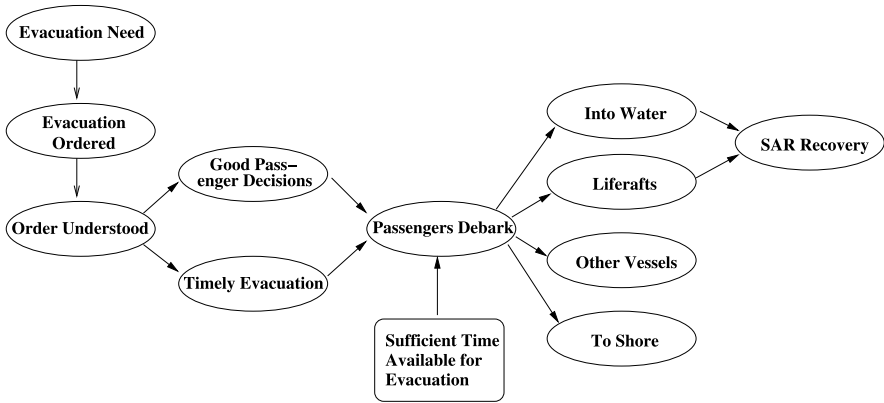 Evacuation Need
Evacuation
Ordered
Order Understood
Good Pass–
enger Decisions
Timely Evacuation
Passengers Debark
Sufficient Time
Available for
Evacuation
Into Water
Liferafts
Other Vessels
To Shore
SAR Recovery